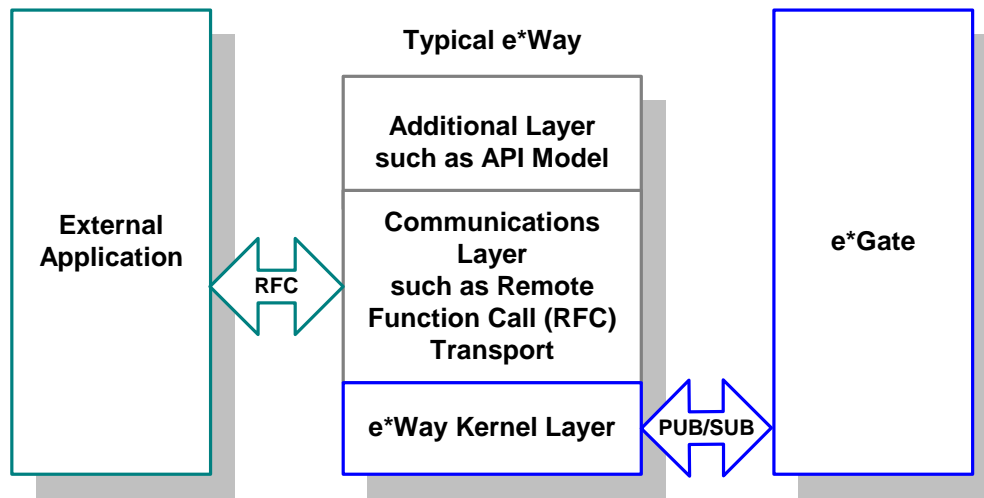 Typical e*Way
Additional Layer
such as API Model
External
Application
RFC
Communications
Layer
such as Remote
Function Call (RFC)
Transport
e*Way Kernel Layer
PUB/SUB
e*Gate